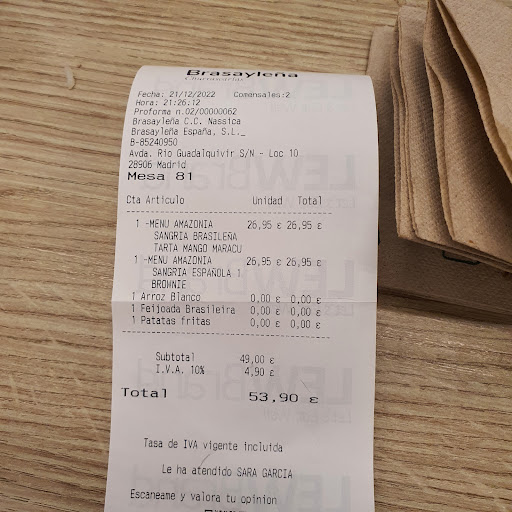 Brasayleña
Churrascarías
Fecha: 21/12/2022 Comensales:2
Hora: 21:26:12
Proforma n.02/00000062
Brasayleña C.C. Nassica
Brasayleña España, S.L._
B-85240950
Avda. Rio Guadalquivir S/N - Loc 10
28906 Madrid
Mesa 81
Cta Artículo Unidad Total
1 -MENU AMAZONIA 26,95 € 26,95 €
SANGRIA BRASILEÑA
TARTA MANGO MARACU
1 -MENU AMAZONIA 26,95 € 26,95 €
SANGRIA ESPAÑOLA 1
BROWNIE
1 Arroz Blanco 0,00 € 0,00 €
1 Feijoada Brasileira 0,00 € 0,00 €
1 Patatas fritas 0,00 € 0,00 €
Subtotal 49,00 €
I.V.A. 10% 4,90 €
Total 53,90 €
Tasa de IVA vigente incluida
Le ha atendido SARA GARCIA
Escaneame y valora tu opinion